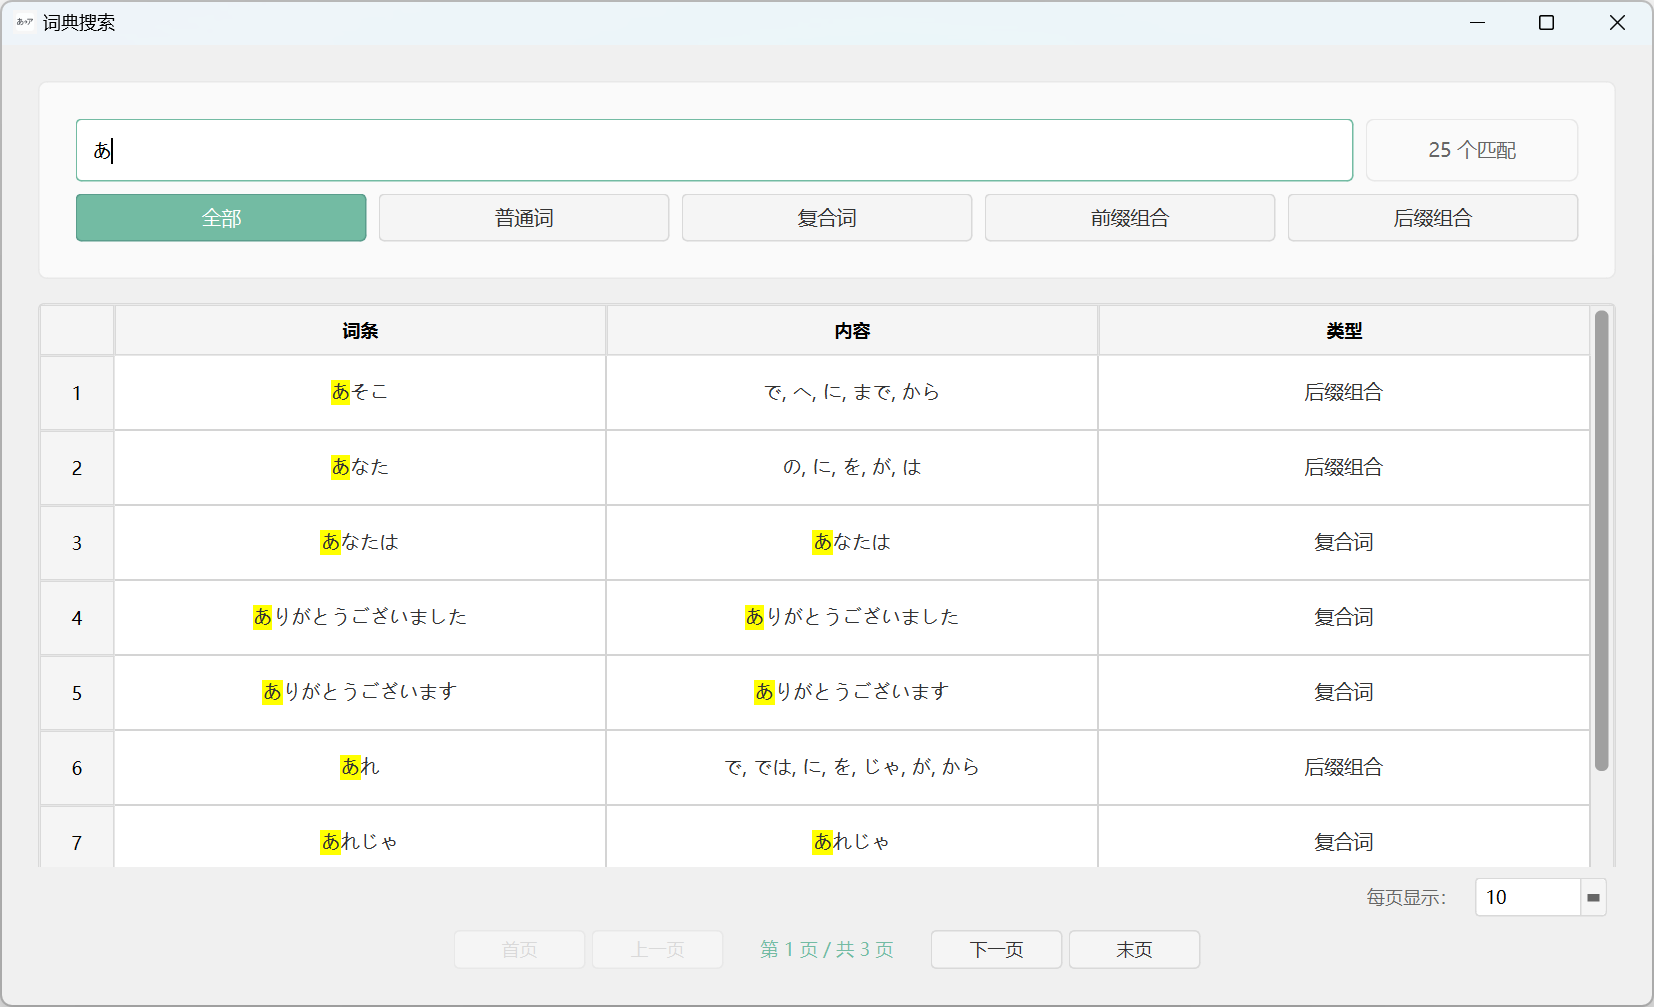 あ→ア 词典搜索
あ 25 个匹配
全部 普通词 复合词 前缀组合 后缀组合
词条 内容 类型
1 あそこ で, へ, に, まで, から 后缀组合
2 あなた の, に, を, が, は 后缀组合
3 あなたは あなたは 复合词
4 ありがとうございました ありがとうございました 复合词
5 ありがとうございます ありがとうございます 复合词
6 あれ で, では, に, を, じゃ, が, から 后缀组合
7 あれじゃ あれじゃ 复合词
每页显示: 10
首页 上一页 第 1 页 / 共 3 页 下一页 末页